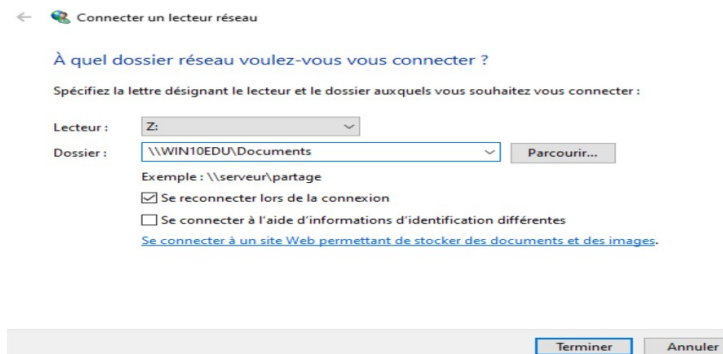 Connecter un lecteur réseau
À quel dossier réseau voulez-vous vous connecter ?
Spécifiez la lettre désignant le lecteur et le dossier auxquels vous souhaitez vous connecter :
Lecteur : Z:
Dossier : \\WIN10EDU\Documents Parcourir...
Exemple : \\serveur\partage
Se reconnecter lors de la connexion
Se connecter à l'aide d'informations d'identification différentes
Se connecter à un site Web permettant de stocker des documents et des images.
Terminer Annuler